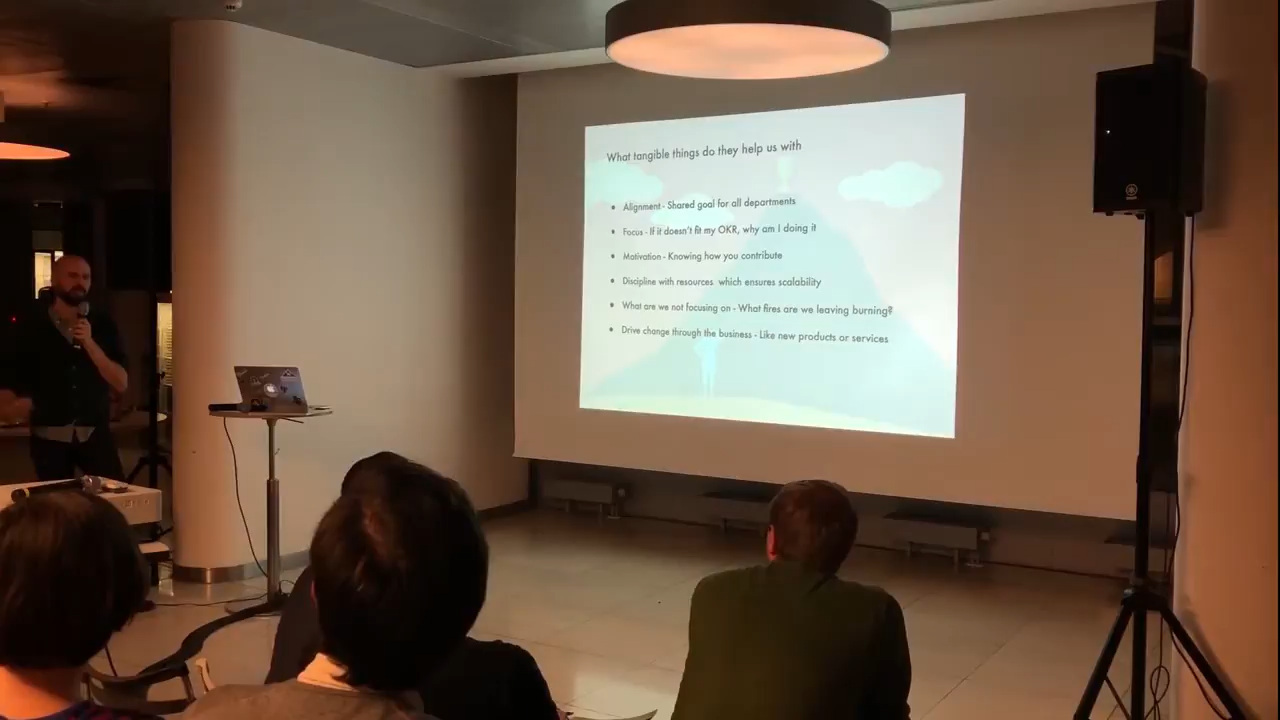 What tangible things do they help us with
Alignment - Shared goal for all departments
Focus - If it doesn't fit my OKR, why am I doing it
Motivation - Knowing how you contribute
Discipline with resources  which ensures scalability
What are we not focusing on - What fires are we leaving burning?
Drive change through the business - Like new products or services